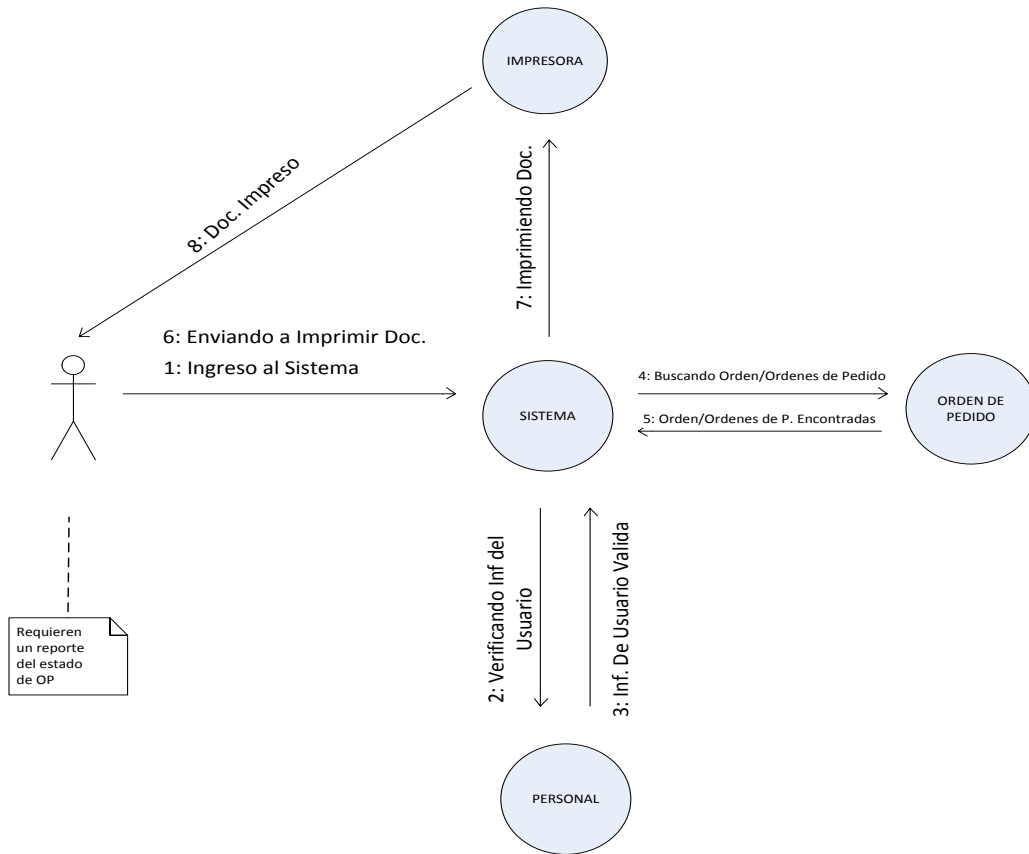 IMPRESORA
8: Doc. Impreso
7: Imprimiendo Doc.
6: Enviando a Imprimir Doc.
1: Ingreso al Sistema
SISTEMA
4: Buscando Orden/Ordenes de Pedido
5: Orden/Ordenes de P. Encontradas
ORDEN DE
PEDIDO
2: Verificando Inf del
Usuario
3: Inf. De Usuario Valida
Requieren
un reporte
del estado
de OP
PERSONAL